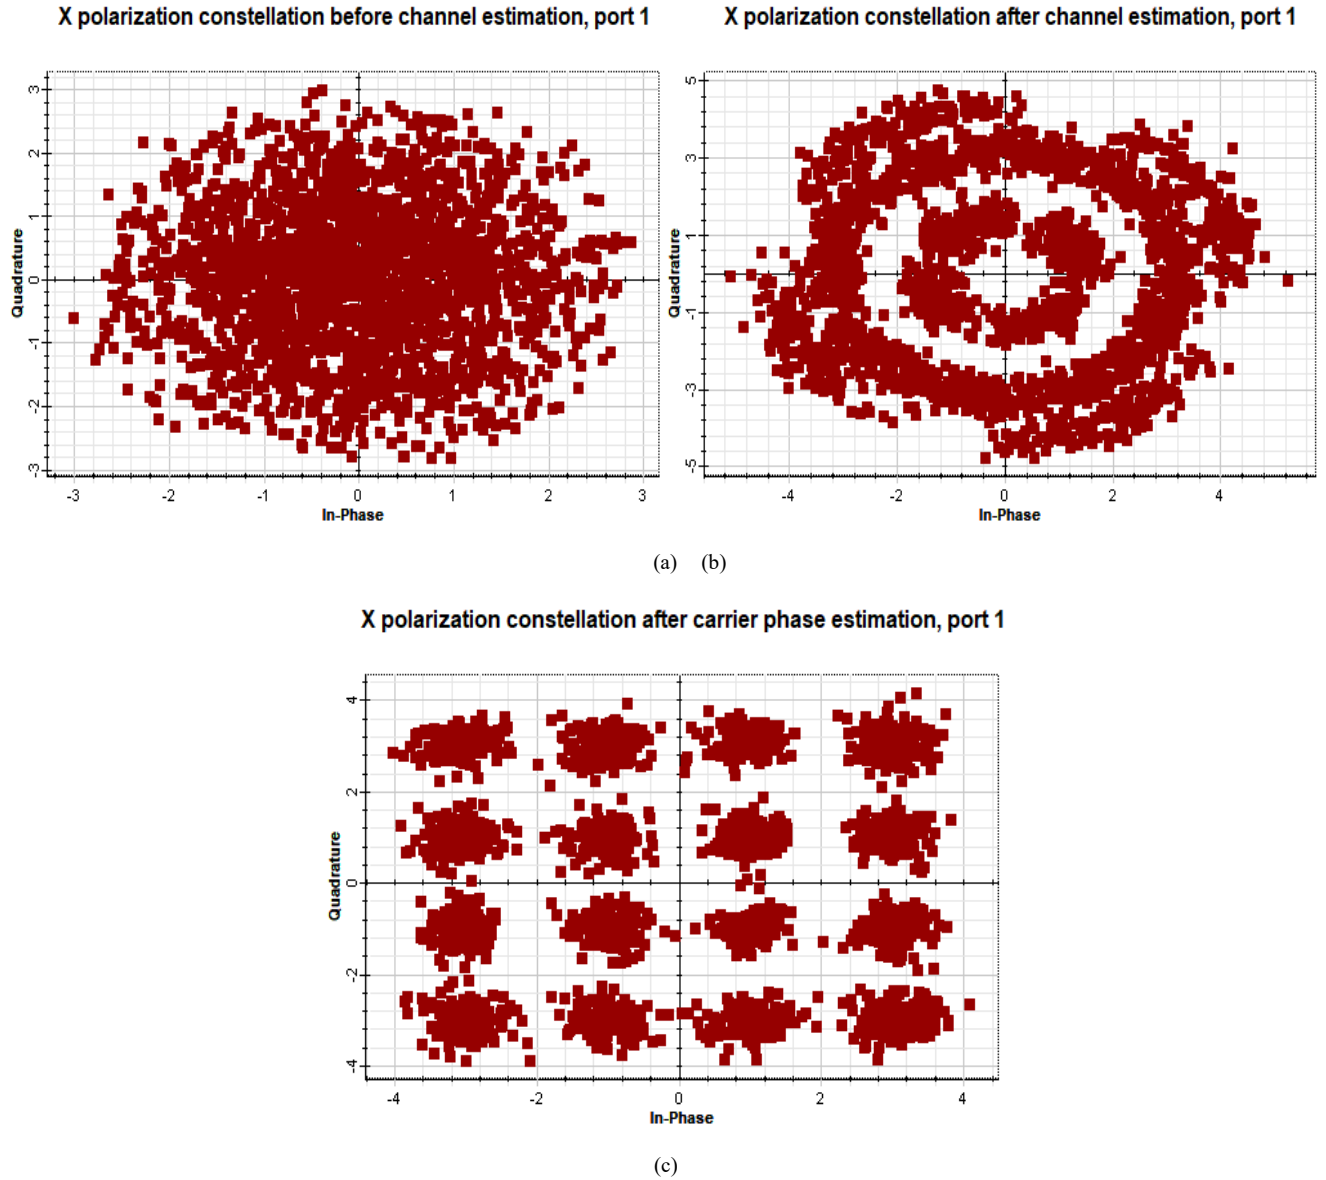 X polarization constellation before channel estimation, port 1
3
2
1
0
-1
-2
-3
Quadrature
-3 -2 -1 0 1 2 3
In-Phase
X polarization constellation after channel estimation, port 1
5
3
1
-1
-3
-5
Quadrature
-4 -2 0 2 4
In-Phase
(a) (b)
X polarization constellation after carrier phase estimation, port 1
4
2
0
-2
-4
Quadrature
-4 -2 0 2 4
In-Phase
(c)